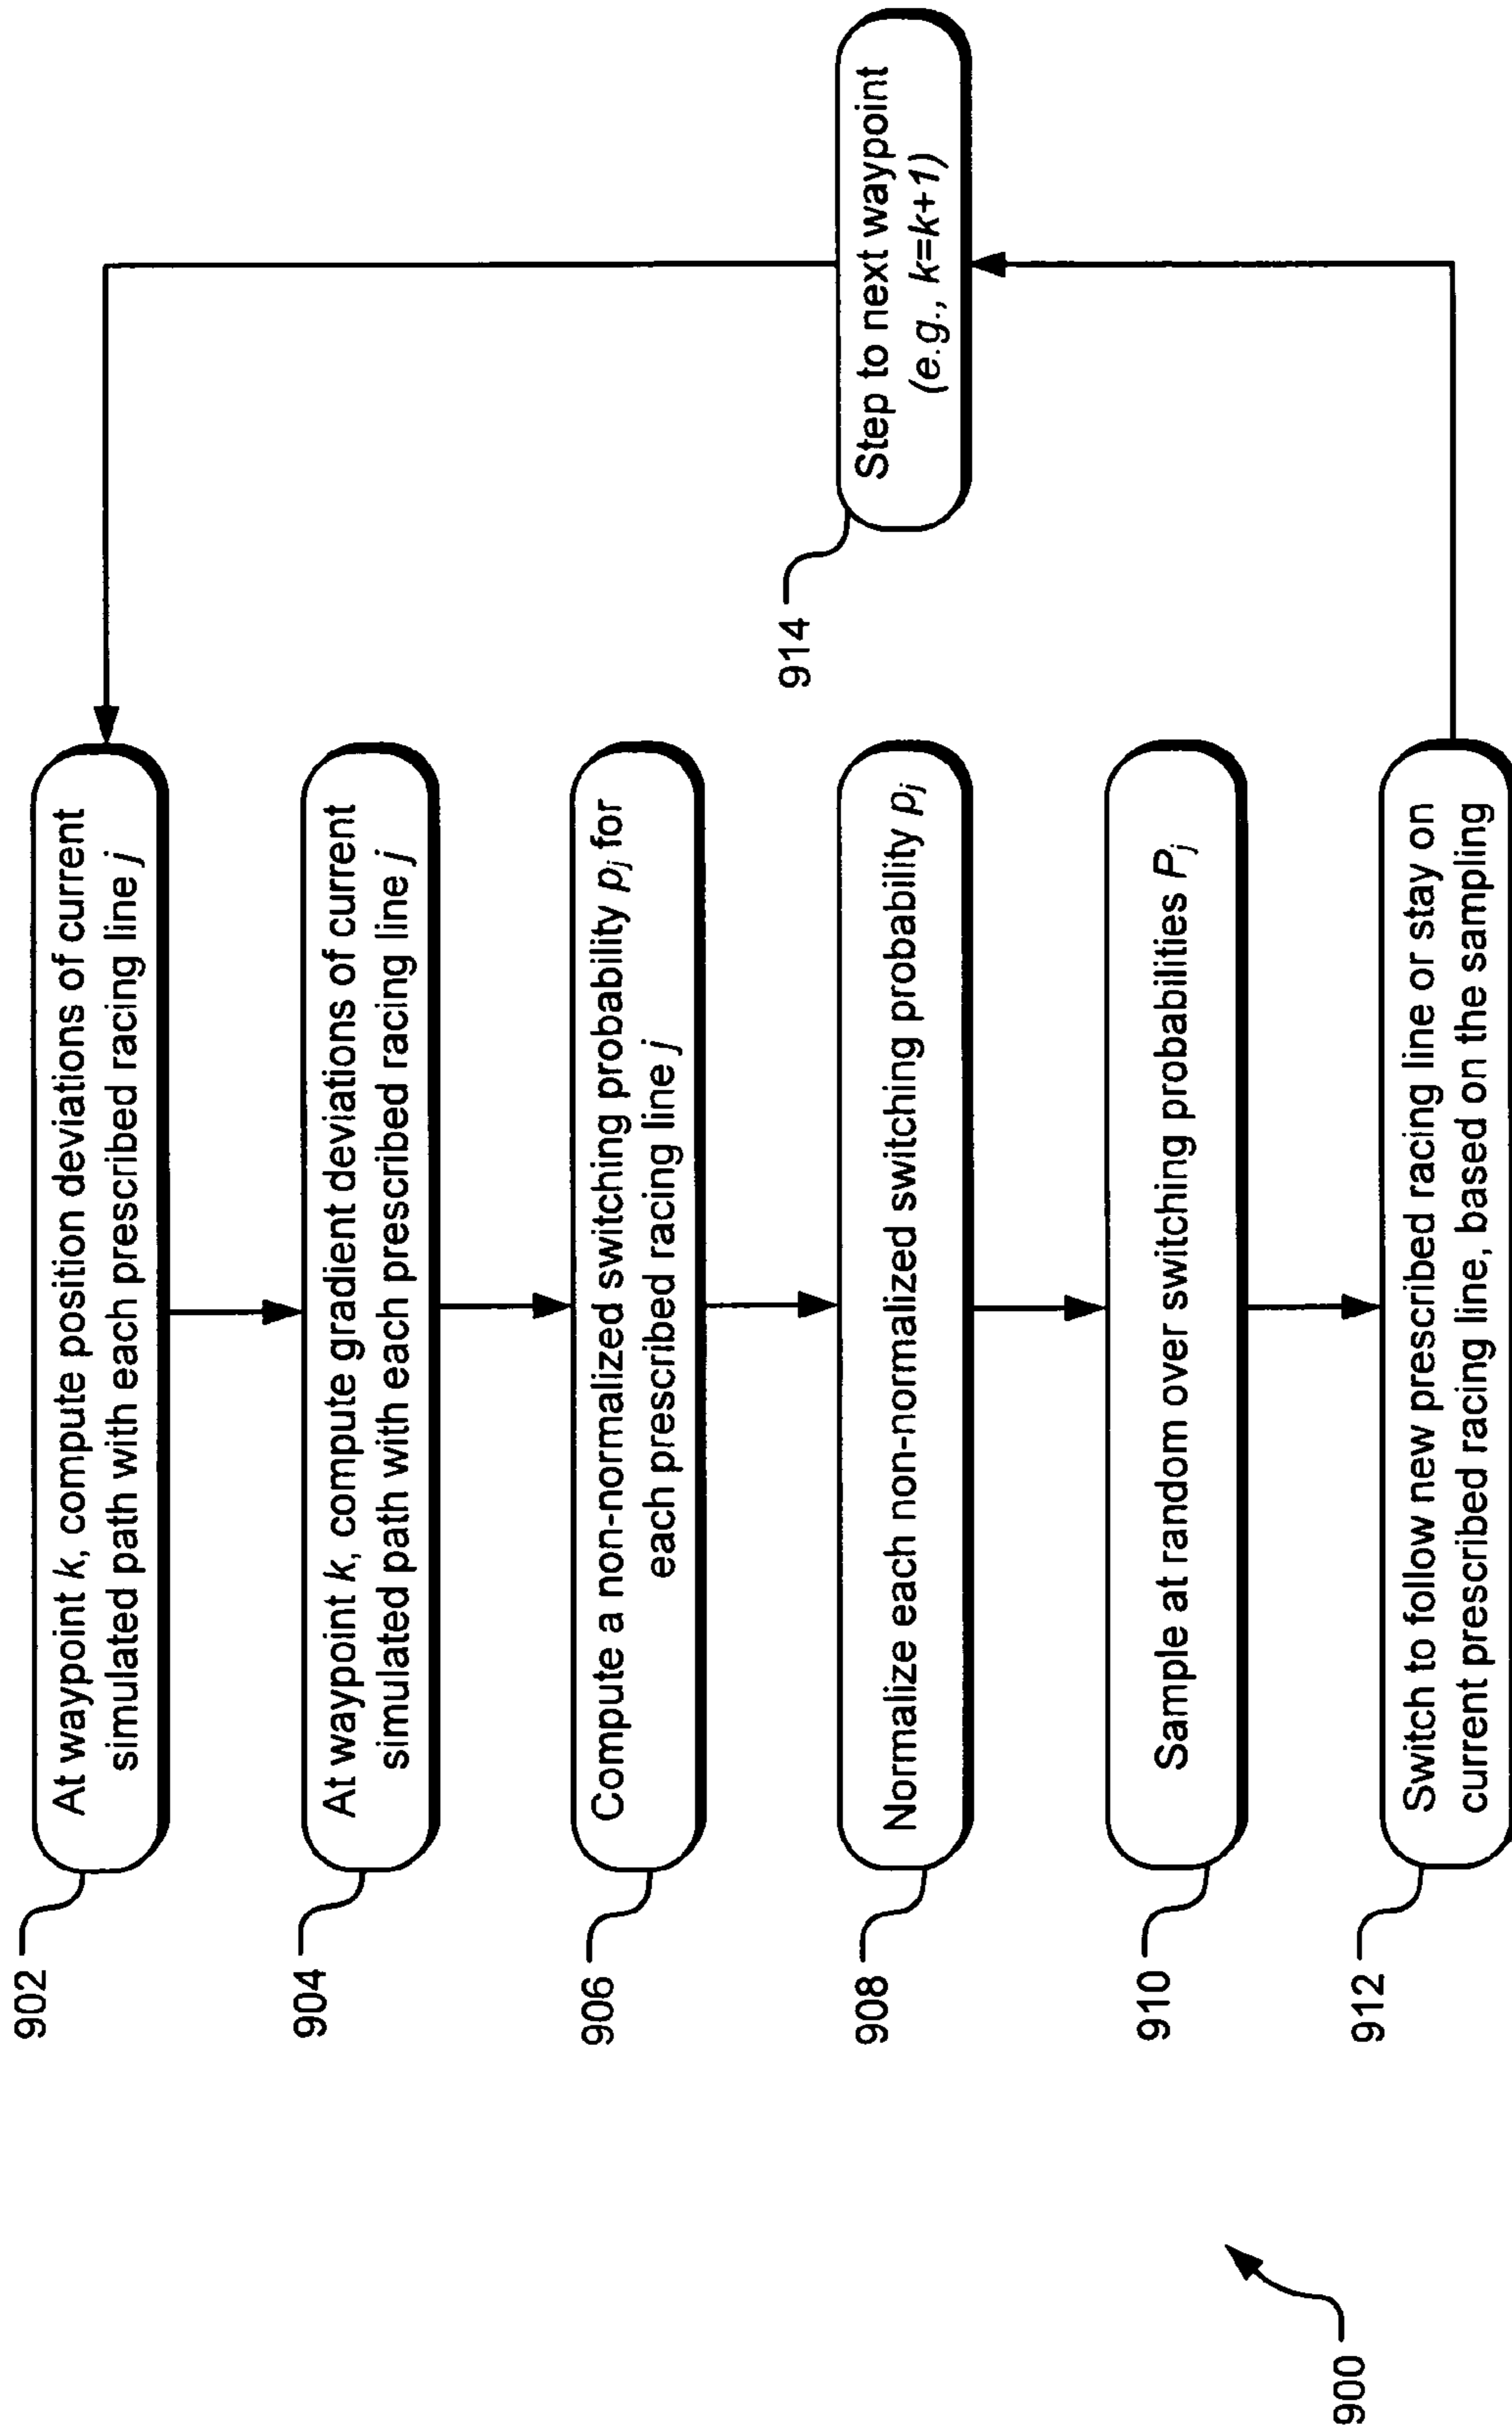 902
At waypoint k, compute position deviations of current
simulated path with each prescribed racing line j
904
At waypoint k, compute gradient deviations of current
simulated path with each prescribed racing line j
906
Compute a non-normalized switching probability pj for
each prescribed racing line j
908
Normalize each non-normalized switching probability pj
910
Sample at random over switching probabilities Pj
912
Switch to follow new prescribed racing line or stay on
current prescribed racing line, based on the sampling
914
Step to next waypoint
(e.g., k=k+1)
900